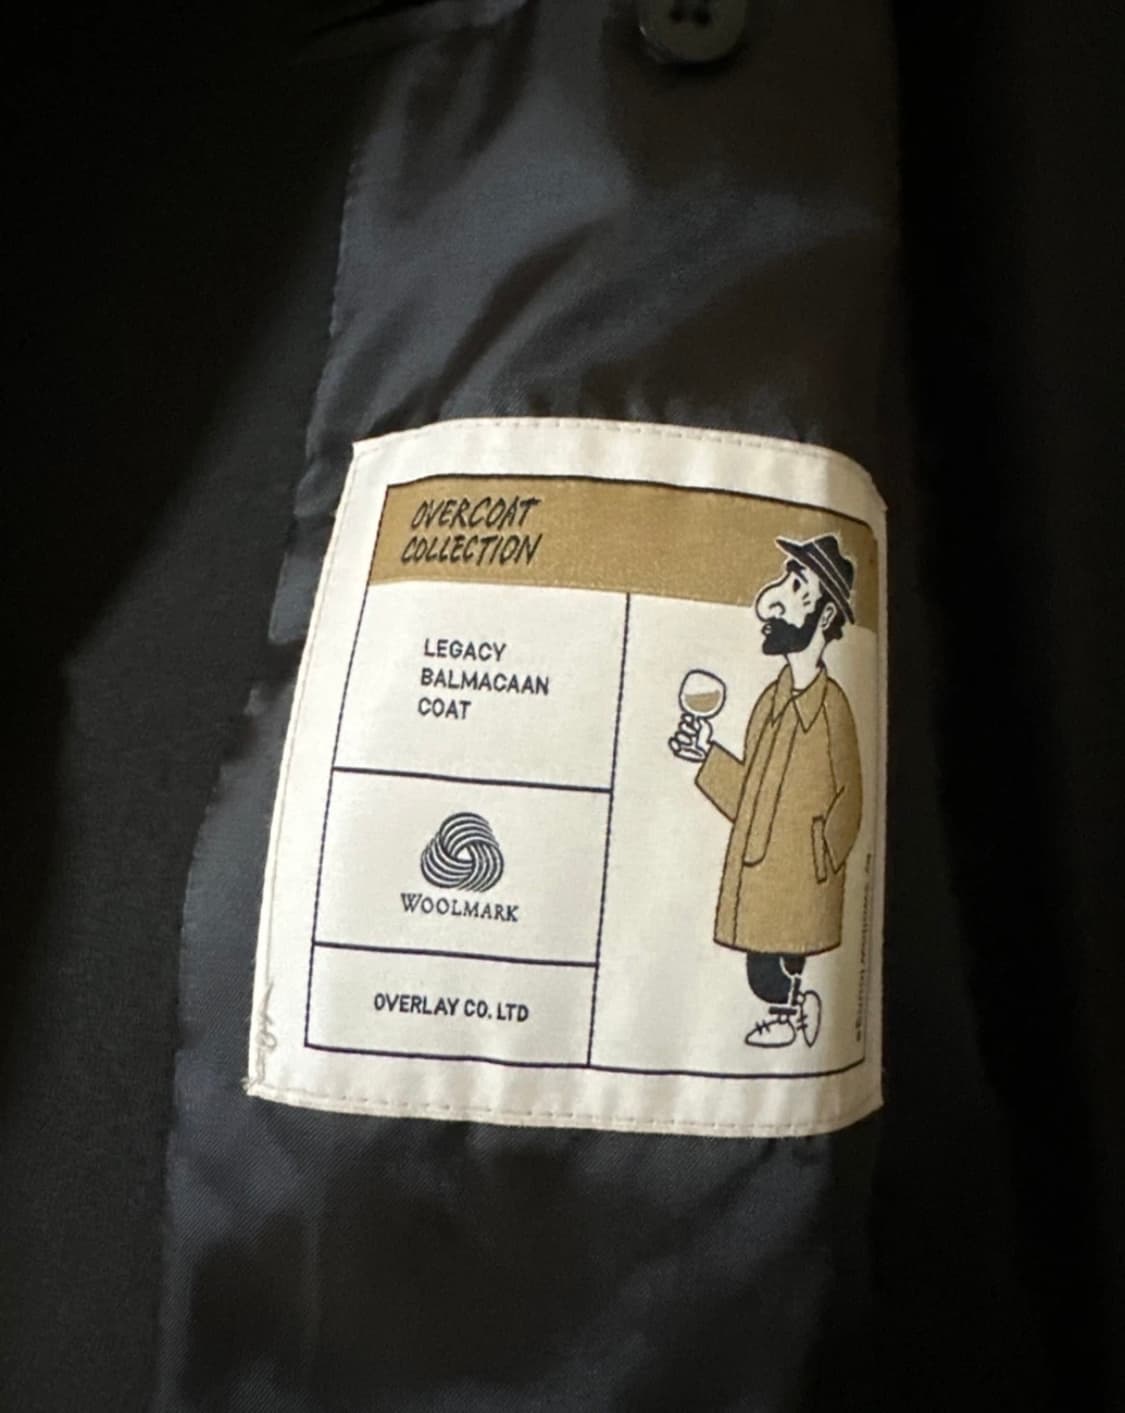 OVERCOAT
COLLECTION
LEGACY
BALMACAAN
COAT
WOOLMARK
OVERLAY CO. LTD